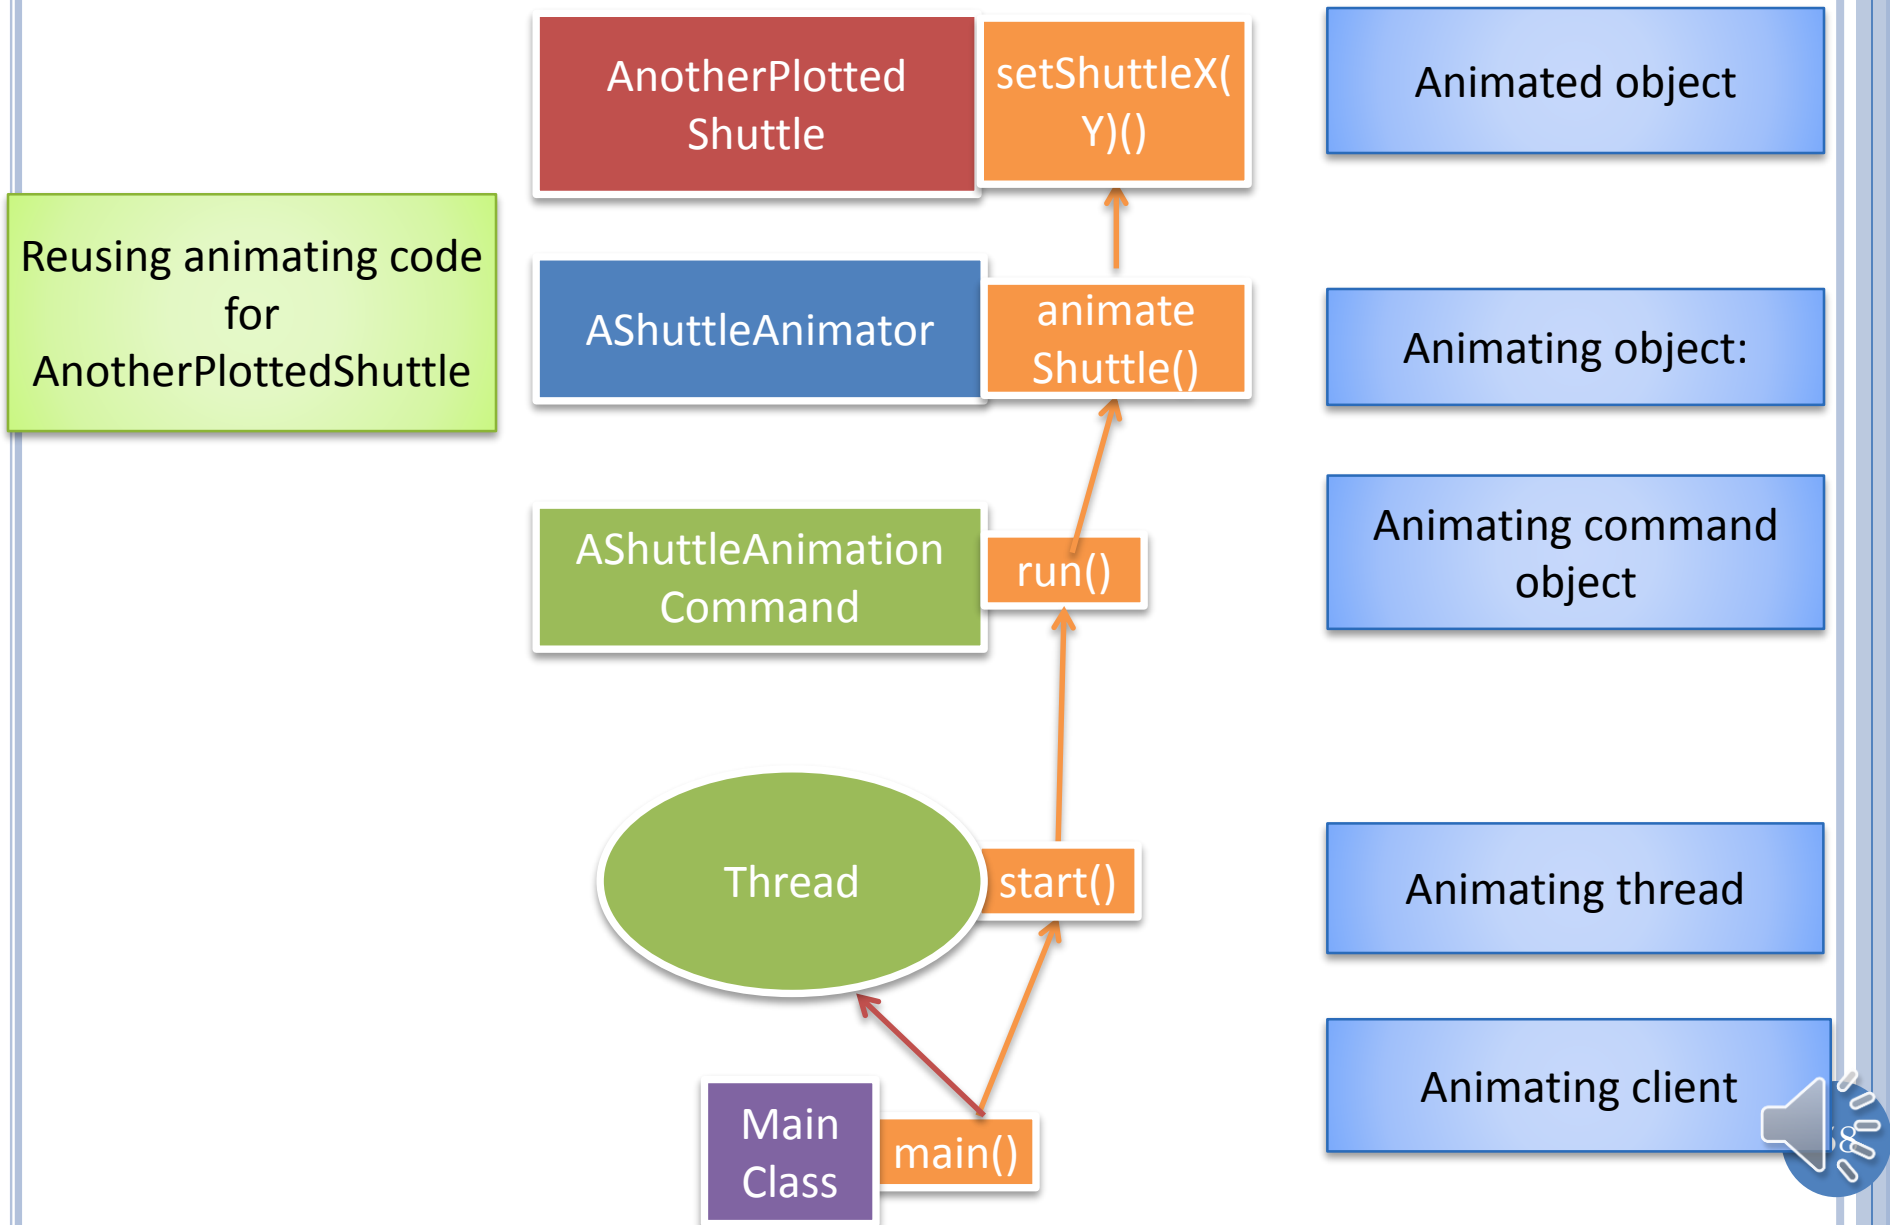 AnotherPlotted
Shuttle
setShuttleX(
Y)()
Animated object
Reusing animating code
for
AnotherPlottedShuttle
AShuttleAnimator
animate
Shuttle()
Animating object:
AShuttleAnimation
Command
run()
Animating command
object
Thread
start()
Animating thread
Main
Class
main()
Animating client